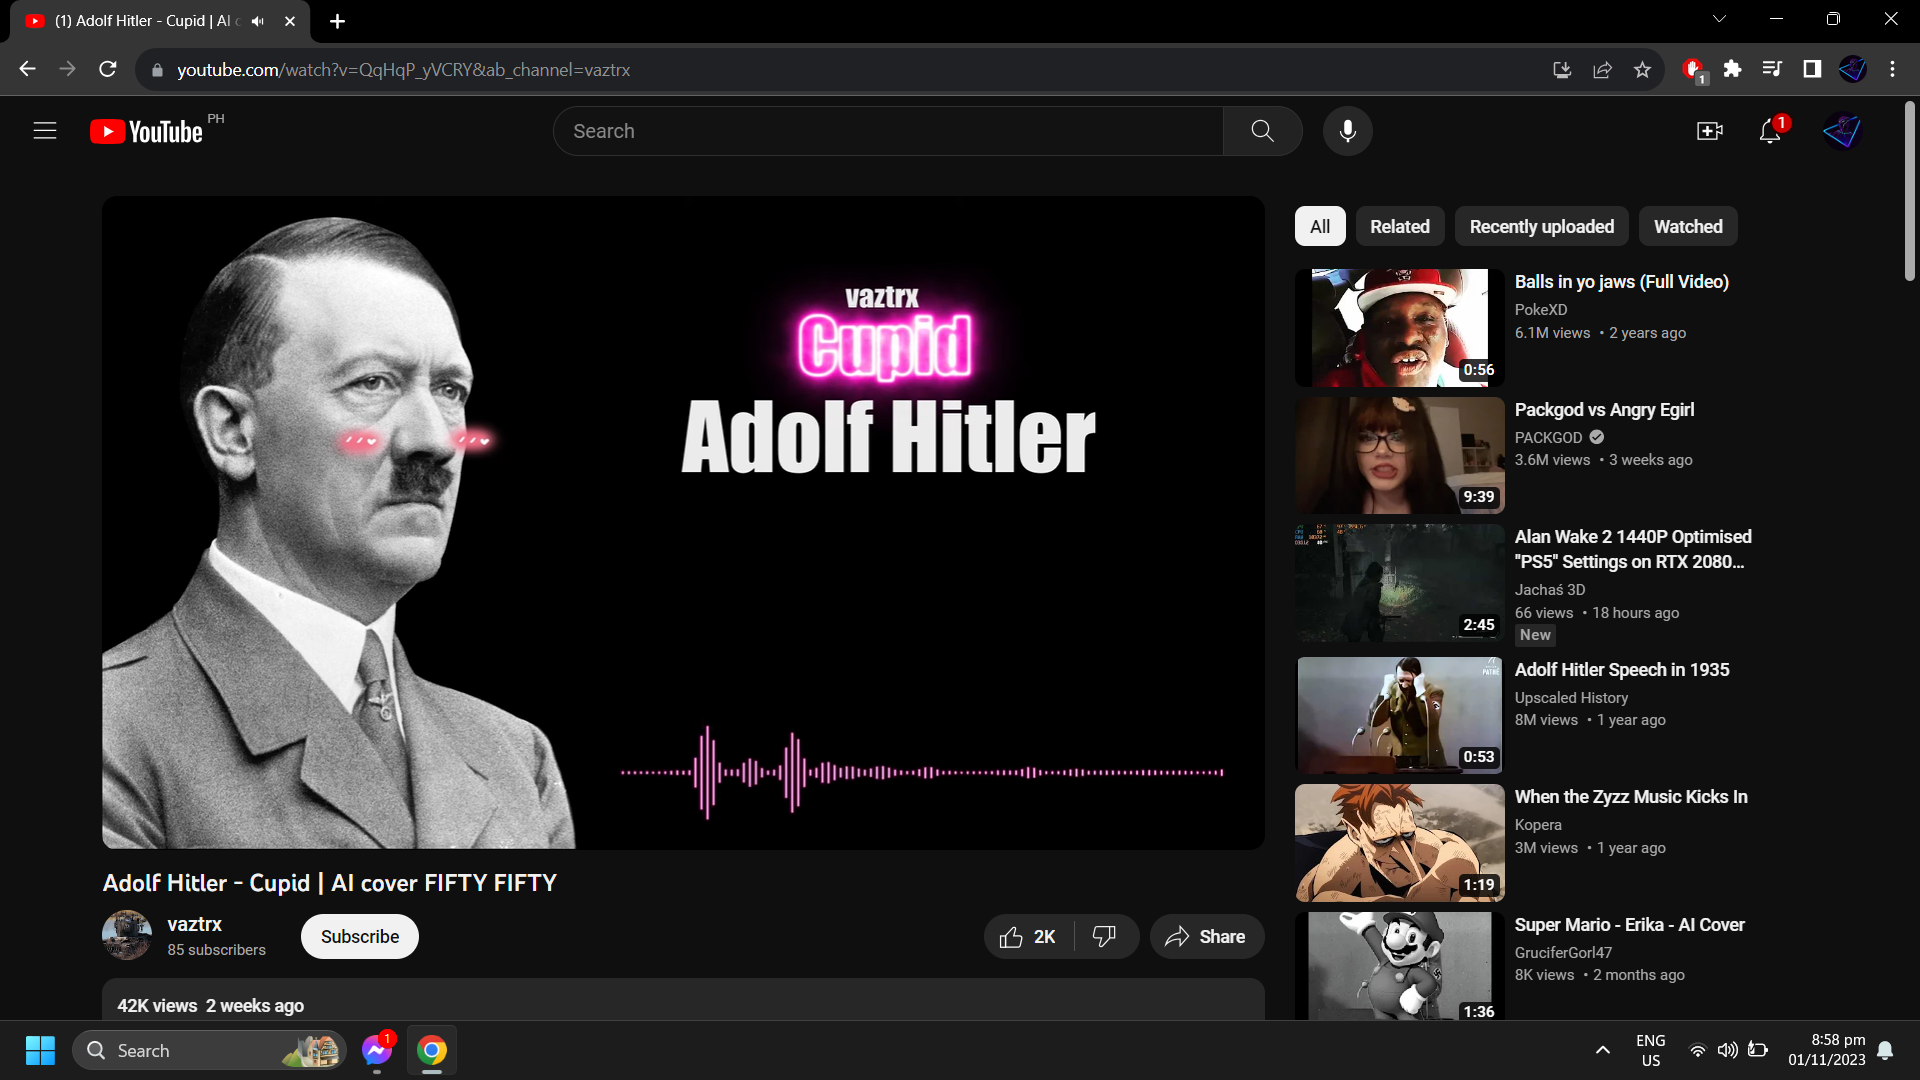 (1) Adolf Hitler - Cupid | AI c
youtube.com/watch?v=QqHqP_yVCRY&ab_channel=vaztrx
1
YouTube PH
Search
1
vaztrx
Cupid
Adolf Hitler
All
Related
Recently uploaded
Watched
Balls in yo jaws (Full Video)
PokeXD
6.1M views • 2 years ago
0:56
Packgod vs Angry Egirl
PACKGOD
3.6M views • 3 weeks ago
9:39
Alan Wake 2 1440P Optimised
"PS5" Settings on RTX 2080...
Jachaś 3D
66 views • 18 hours ago
New
2:45
Adolf Hitler Speech in 1935
Upscaled History
8M views • 1 year ago
PATHÉ
0:53
When the Zyzz Music Kicks In
Kopera
3M views • 1 year ago
1:19
Super Mario - Erika - AI Cover
GruciferGorl47
8K views • 2 months ago
1:36
Adolf Hitler - Cupid | AI cover FIFTY FIFTY
vaztrx
85 subscribers
Subscribe
2K
Share
42K views 2 weeks ago
Search
1
ENG
US
8:58 pm
01/11/2023